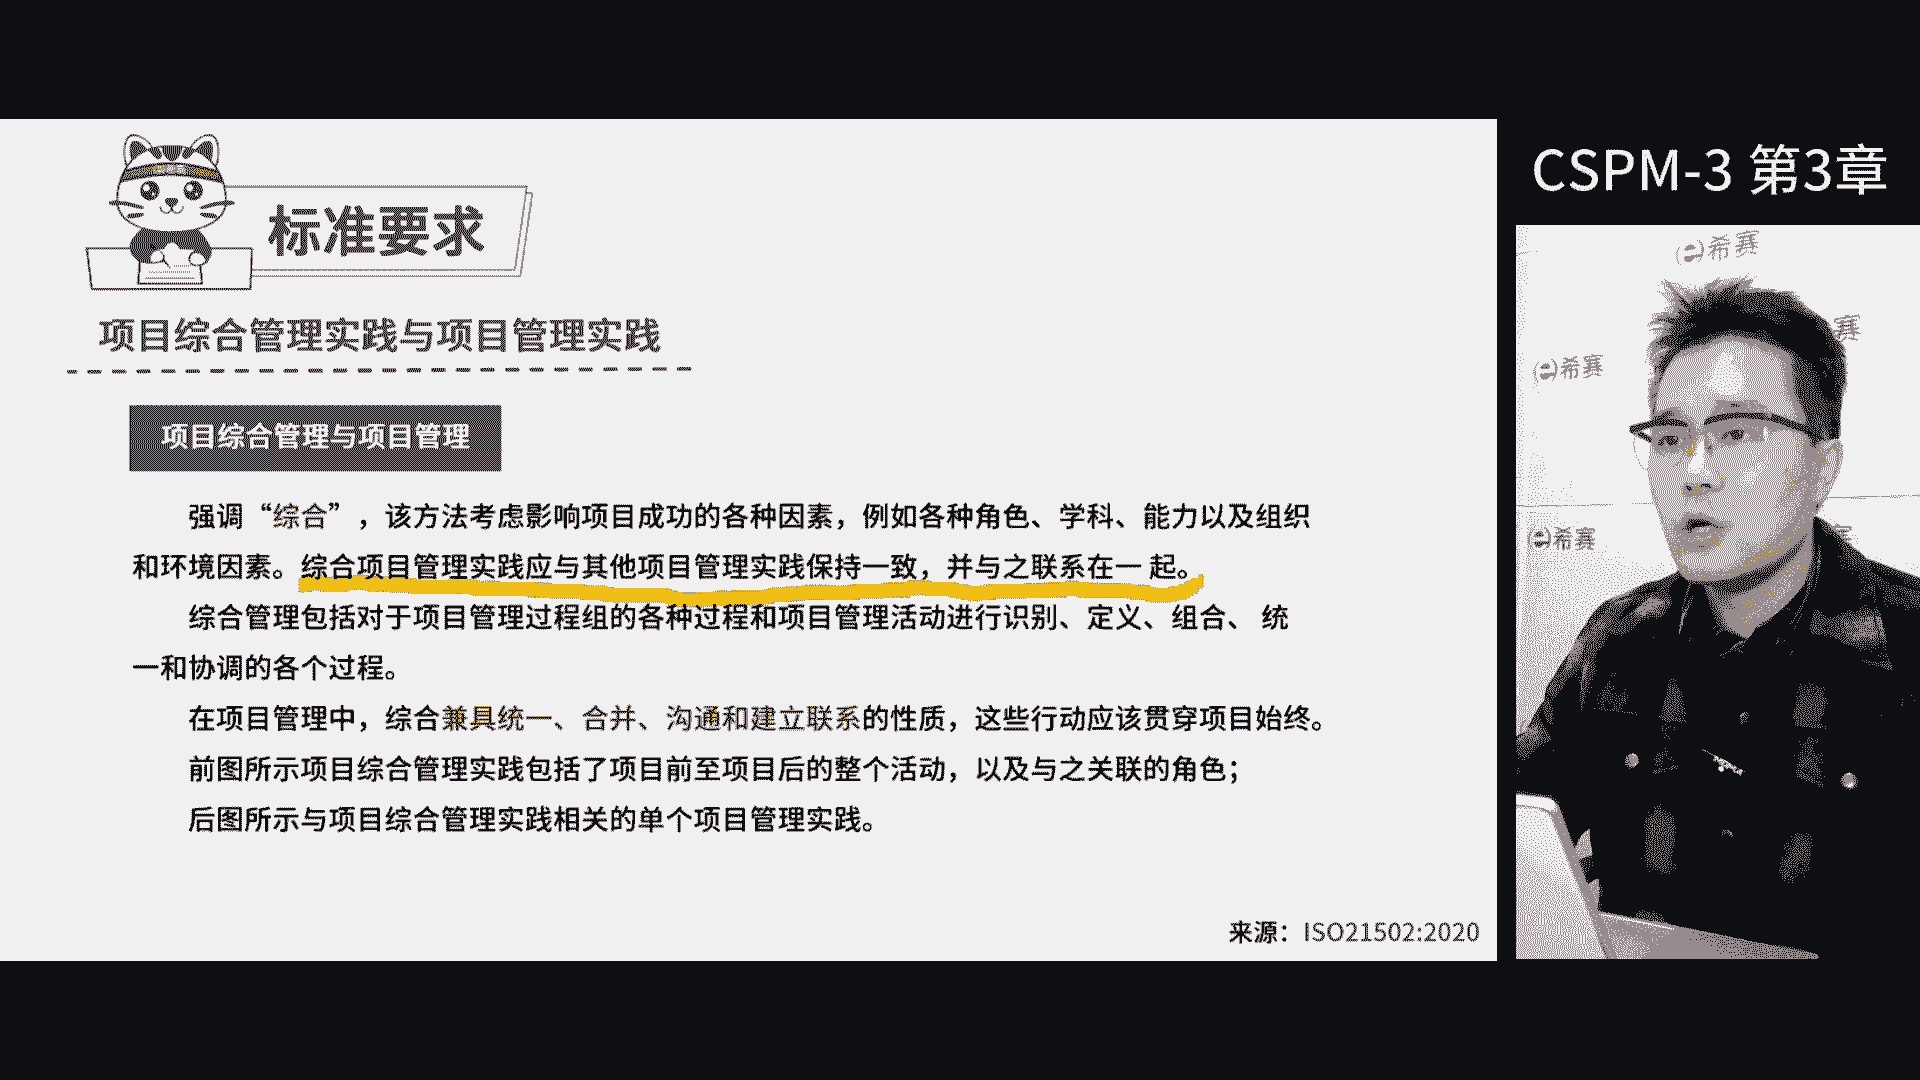 CSPM-3 第3章
标准要求
项目综合管理实践与项目管理实践
项目综合管理与项目管理
强调“综合”，该方法考虑影响项目成功的各种因素，例如各种角色、学科、能力以及组织
和环境因素。综合项目管理实践应与其他项目管理实践保持一致，并与之联系在一 起。
综合管理包括对于项目管理过程组的各种过程和项目管理活动进行识别、定义、组合、 统
一和协调的各个过程。
在项目管理中，综合兼具统一、合并、沟通和建立联系的性质，这些行动应该贯穿项目始终。
前图所示项目综合管理实践包括了项目前至项目后的整个活动，以及与之关联的角色；
后图所示与项目综合管理实践相关的单个项目管理实践。
来源：ISO21502:2020
希赛
赛
希赛
希赛